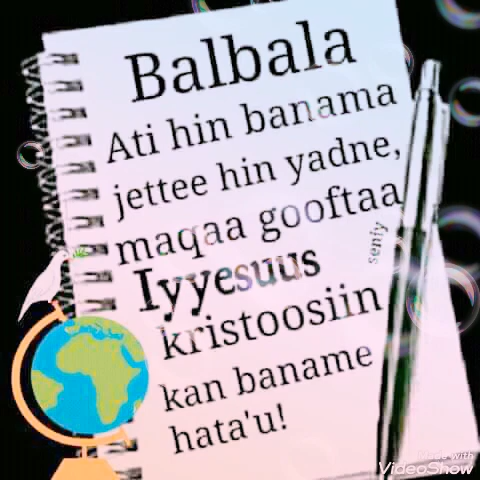 Balbala
Ati hin banama
jettee hin yadne,
maqaa gooftaa
seniy
Iyyesuus
kristoosiin
kan baname
hata'u!
Made with
VideoShow